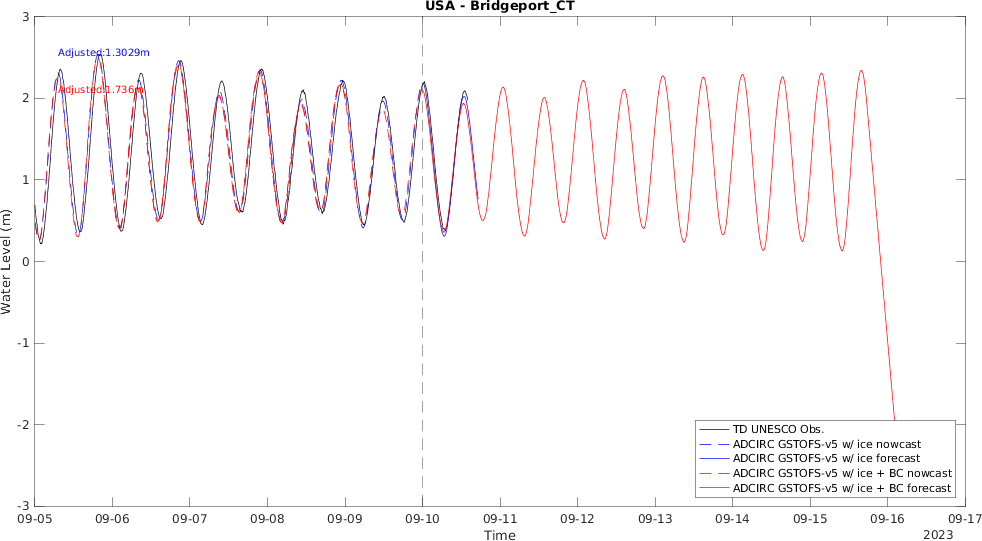 USA - Bridgeport_CT
3
Adjusted:1.3029m
Adjusted:1.736m
2
1
0
-1
-2
-3
Water Level (m)
TD UNESCO Obs.
ADCIRC GSTOFS-v5 w/ ice nowcast
ADCIRC GSTOFS-v5 w/ ice forecast
ADCIRC GSTOFS-v5 w/ ice + BC nowcast
ADCIRC GSTOFS-v5 w/ ice + BC forecast
09-05 09-06 09-07 09-08 09-09 09-10 09-11 09-12 09-13 09-14 09-15 09-16 09-17
Time
2023